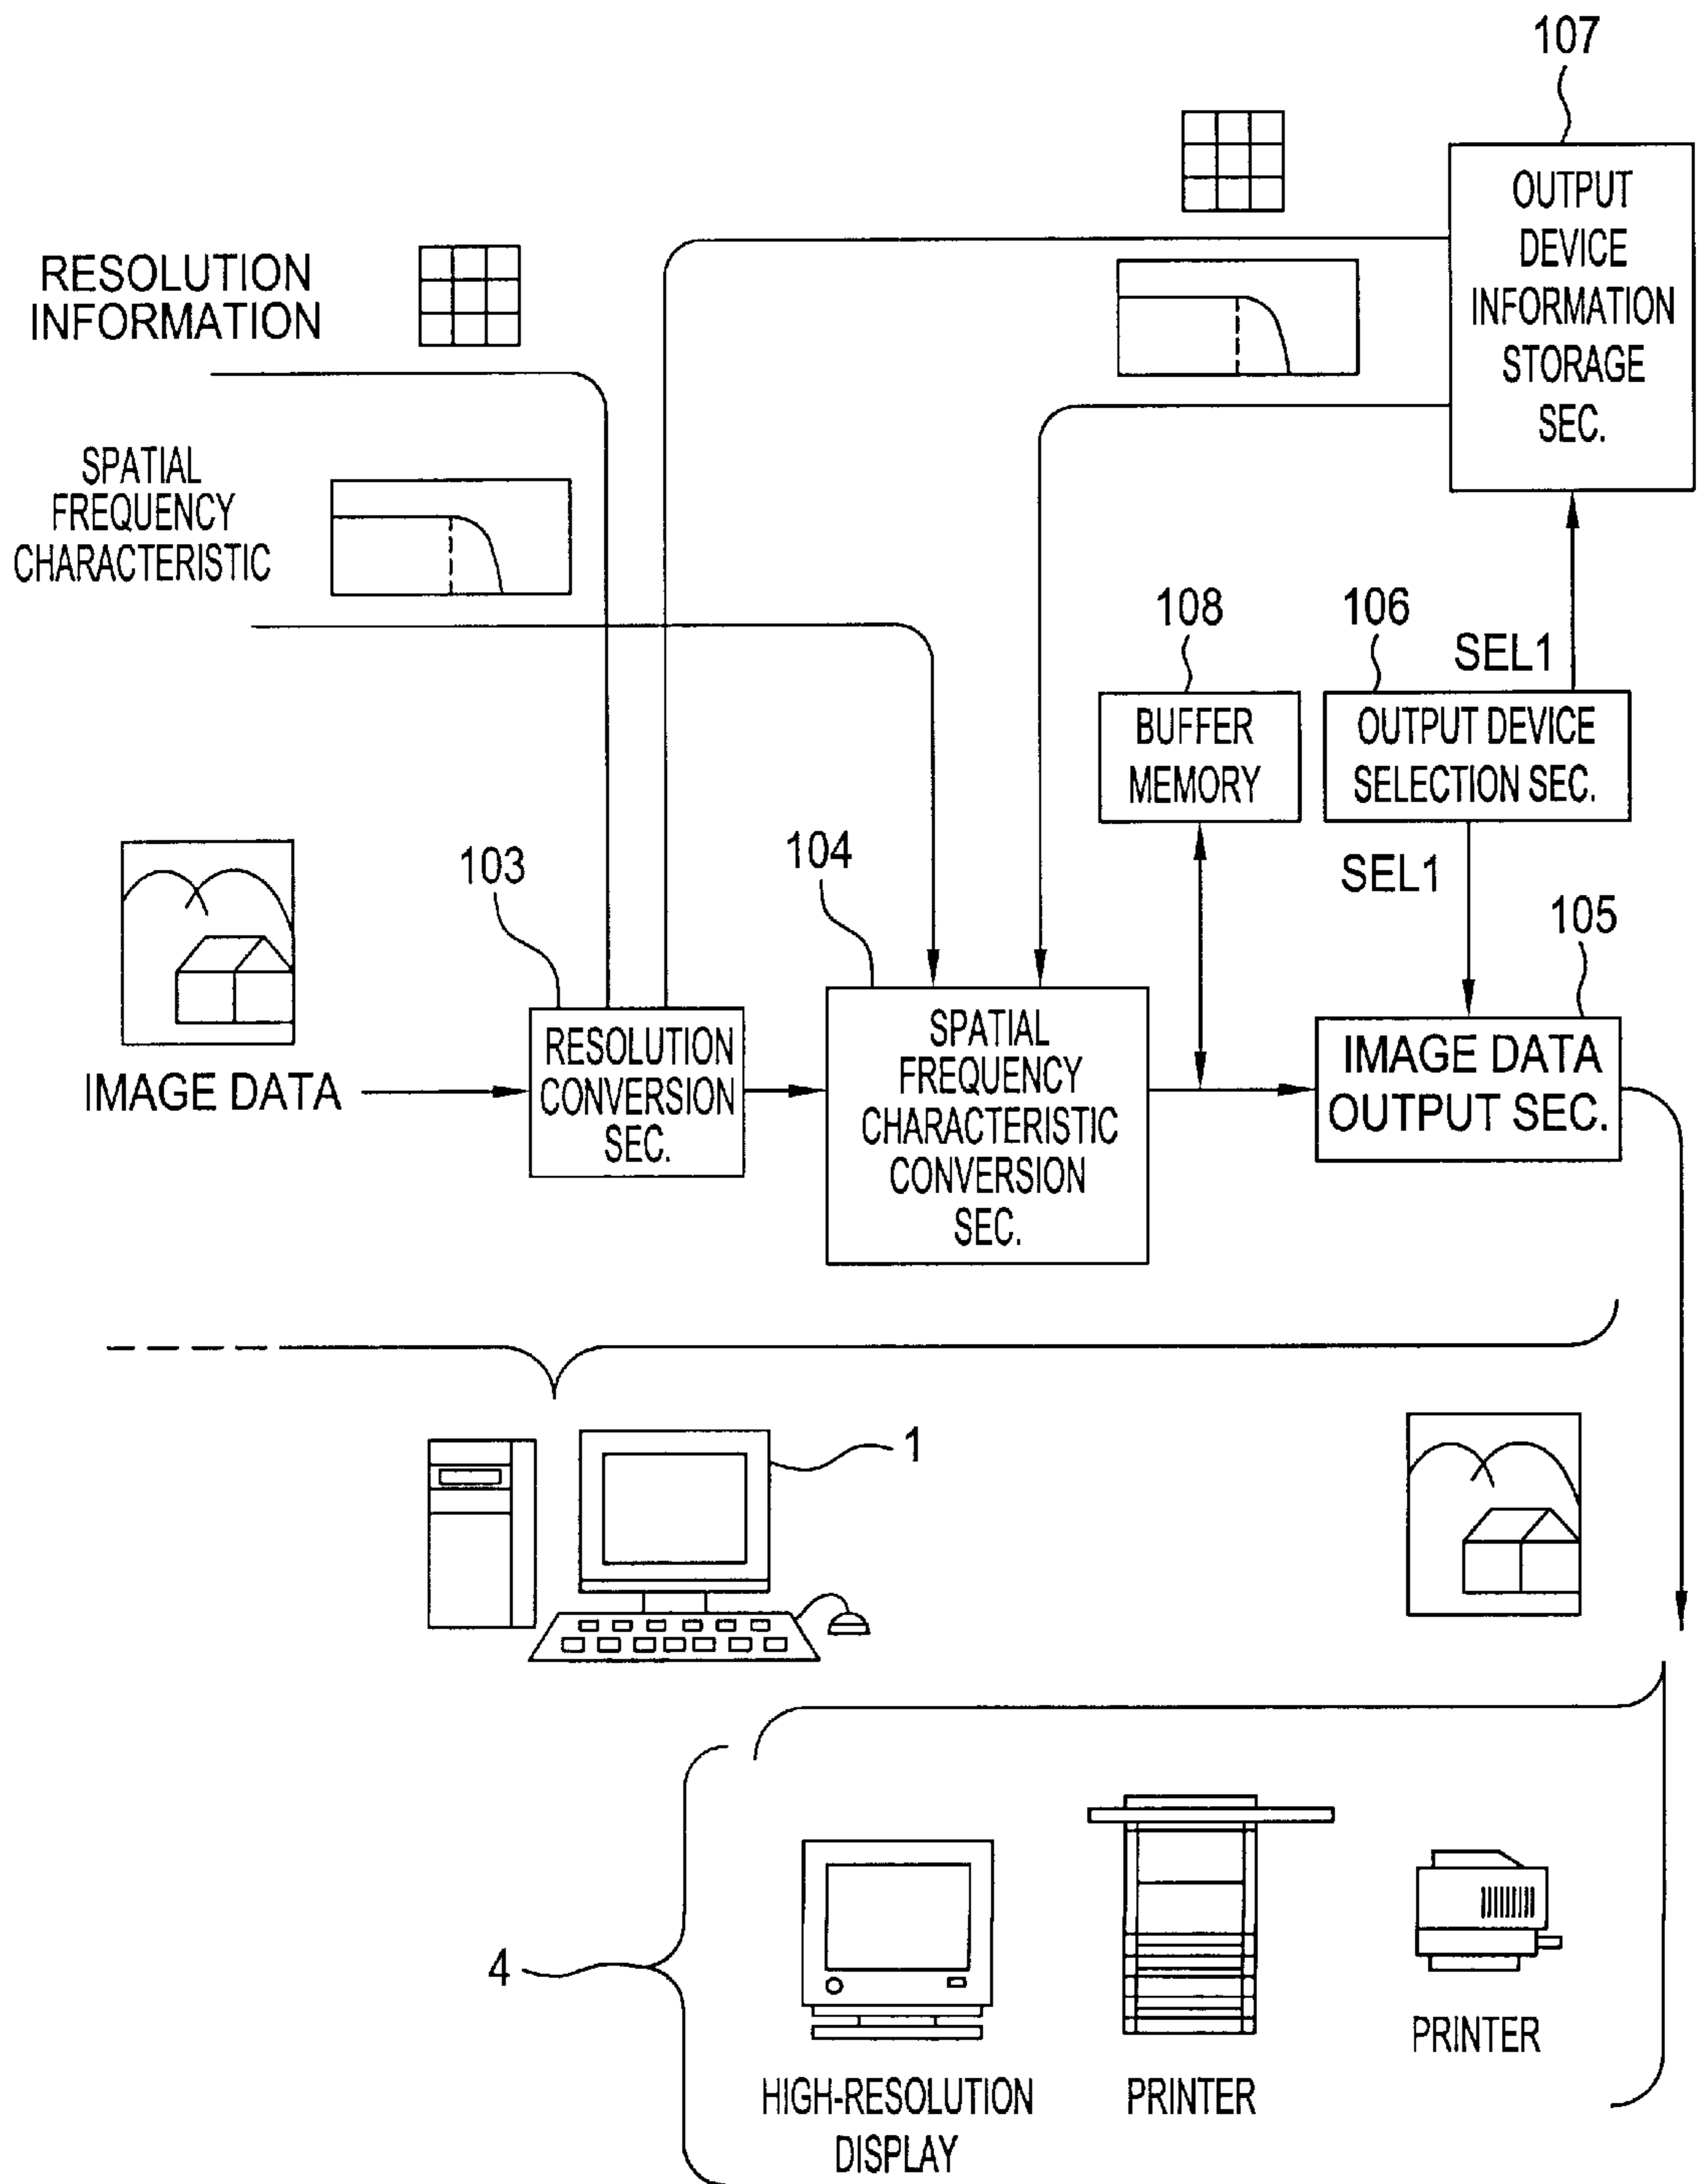 107
OUTPUT
DEVICE
INFORMATION
STORAGE
SEC.
RESOLUTION
INFORMATION
SPATIAL
FREQUENCY
CHARACTERISTIC
108
106
SEL1
BUFFER
MEMORY
OUTPUT DEVICE
SELECTION SEC.
SEL1
103
104
105
IMAGE DATA
RESOLUTION
CONVERSION
SEC.
SPATIAL
FREQUENCY
CHARACTERISTIC
CONVERSION
SEC.
IMAGE DATA
OUTPUT SEC.
1
4
HIGH-RESOLUTION
DISPLAY
PRINTER
PRINTER